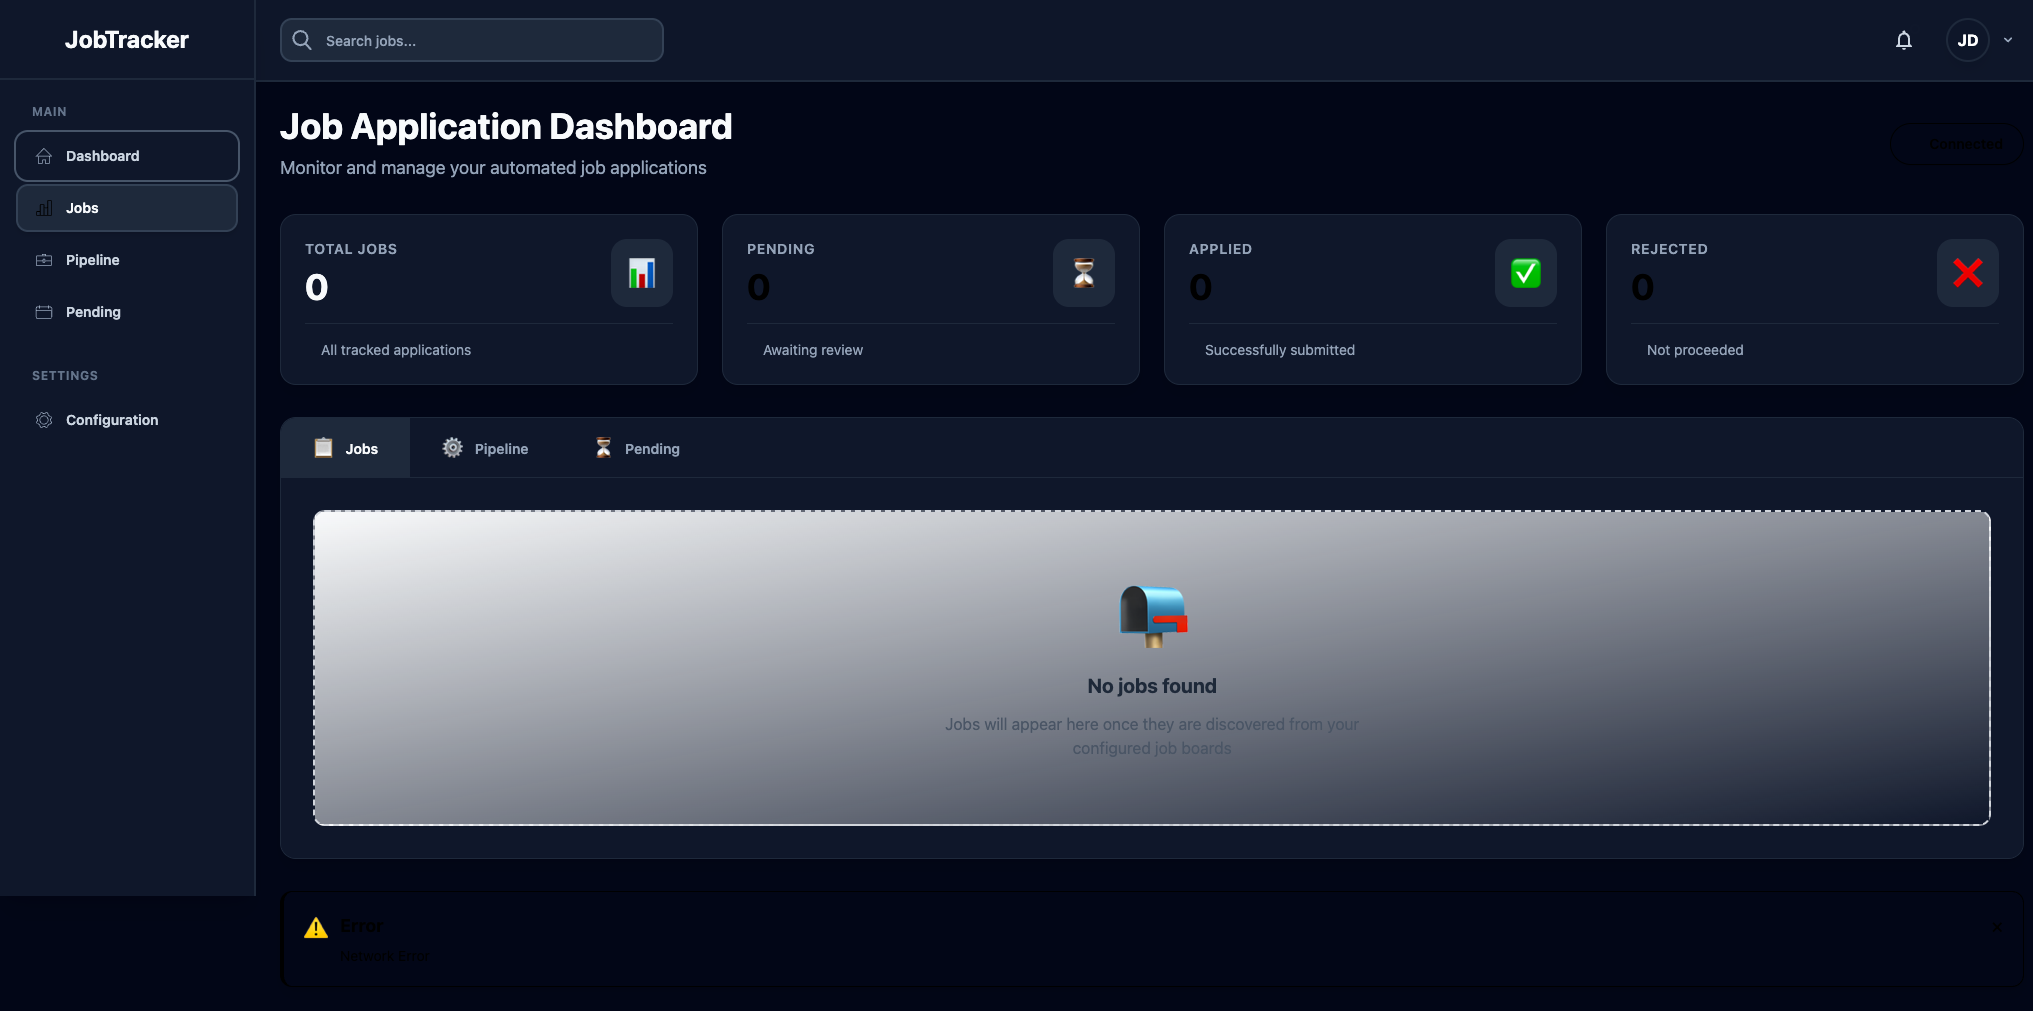 JobTracker
Search jobs...
JD
MAIN
Dashboard
Jobs
Pipeline
Pending
SETTINGS
Configuration
Job Application Dashboard
Monitor and manage your automated job applications
Connected
TOTAL JOBS
0
All tracked applications
PENDING
0
Awaiting review
APPLIED
0
Successfully submitted
REJECTED
0
Not proceeded
Jobs
Pipeline
Pending
No jobs found
Jobs will appear here once they are discovered from your
configured job boards
Error
Network Error